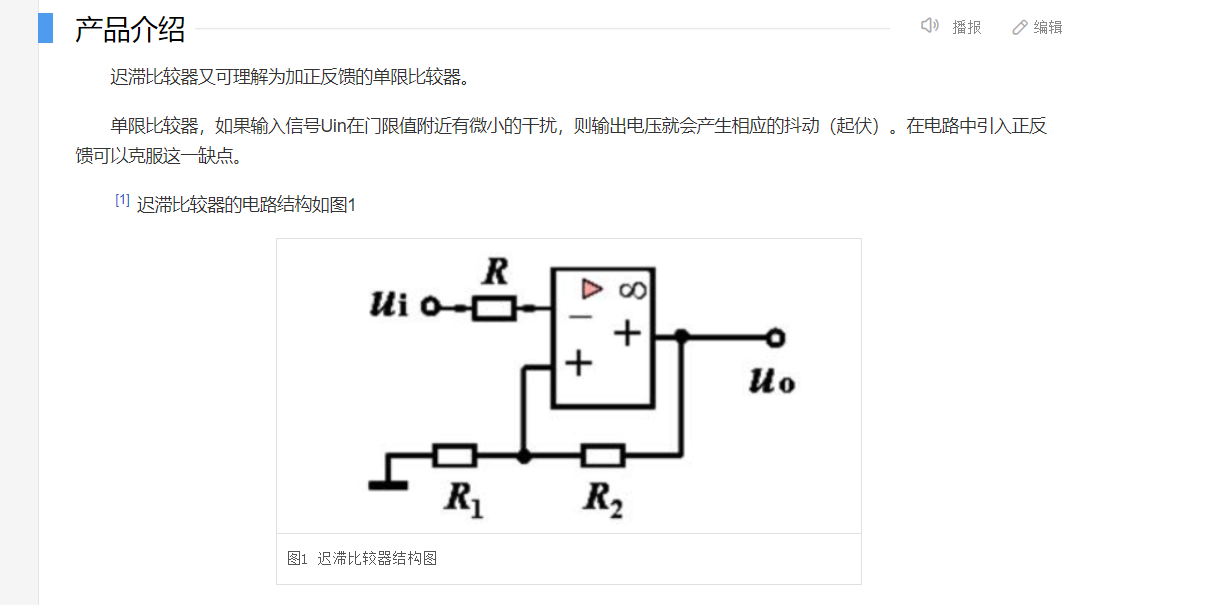 产品介绍
播报
编辑
迟滞比较器又可理解为加正反馈的单限比较器。
单限比较器，如果输入信号Uin在门限值附近有微小的干扰，则输出电压就会产生相应的抖动（起伏）。在电路中引入正反
馈可以克服这一缺点。
[1] 迟滞比较器的电路结构如图1
R
ui
∞
−
+
+
uo
R1
R2
图1 迟滞比较器结构图